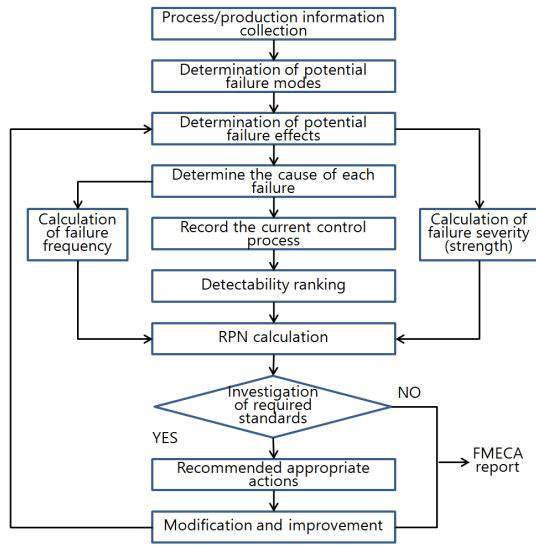 Process/production information
collection
Determination of potential
failure modes
Determination of potential
failure effects
Determine the cause of each
failure
Calculation
of failure
frequency
Record the current control
process
Calculation of
failure severity
(strength)
Detectability ranking
RPN calculation
Investigation
of required
standards
NO
YES
FMECA
report
Recommended appropriate
actions
Modification and improvement